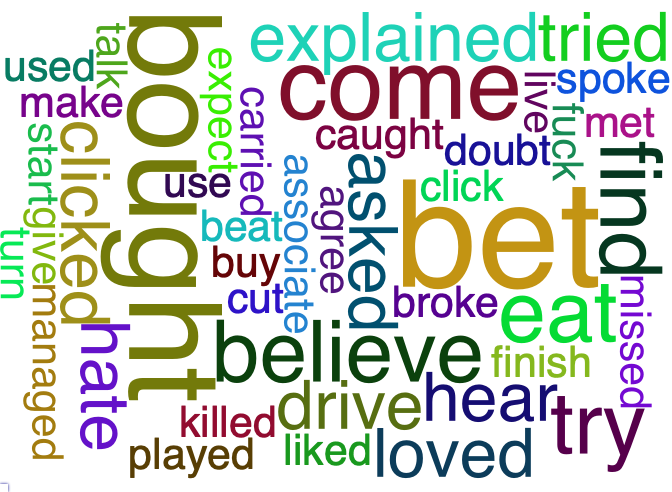 explained
tried
used
talk
bought
come
spoke
make
expect
carried
live
fuck
met
caught
doubt
start
clicked
use
associate
agree
asked
click
find
bet
give
beat
turn
buy
cut
broke
eat
missed
managed
hate
believe
finish
drive
hear
try
killed
played
liked
loved